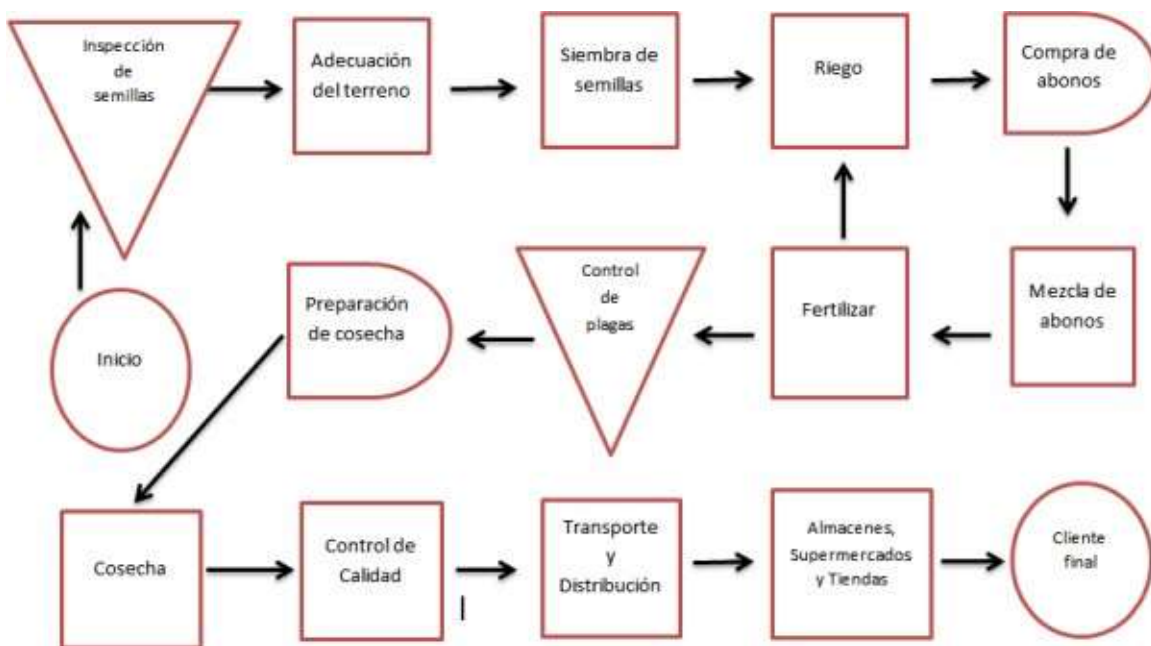 Inspección
de
semillas
Adecuación
del terreno
Siembra de
semillas
Riego
Compra de
abonos
Inicio
Preparación
de cosecha
Control
de
plagas
Fertilizar
Mezcla de
abonos
Cosecha
Control de
Calidad
Transporte
y
Distribución
Almacenes,
Supermercados
y Tiendas
Cliente
final